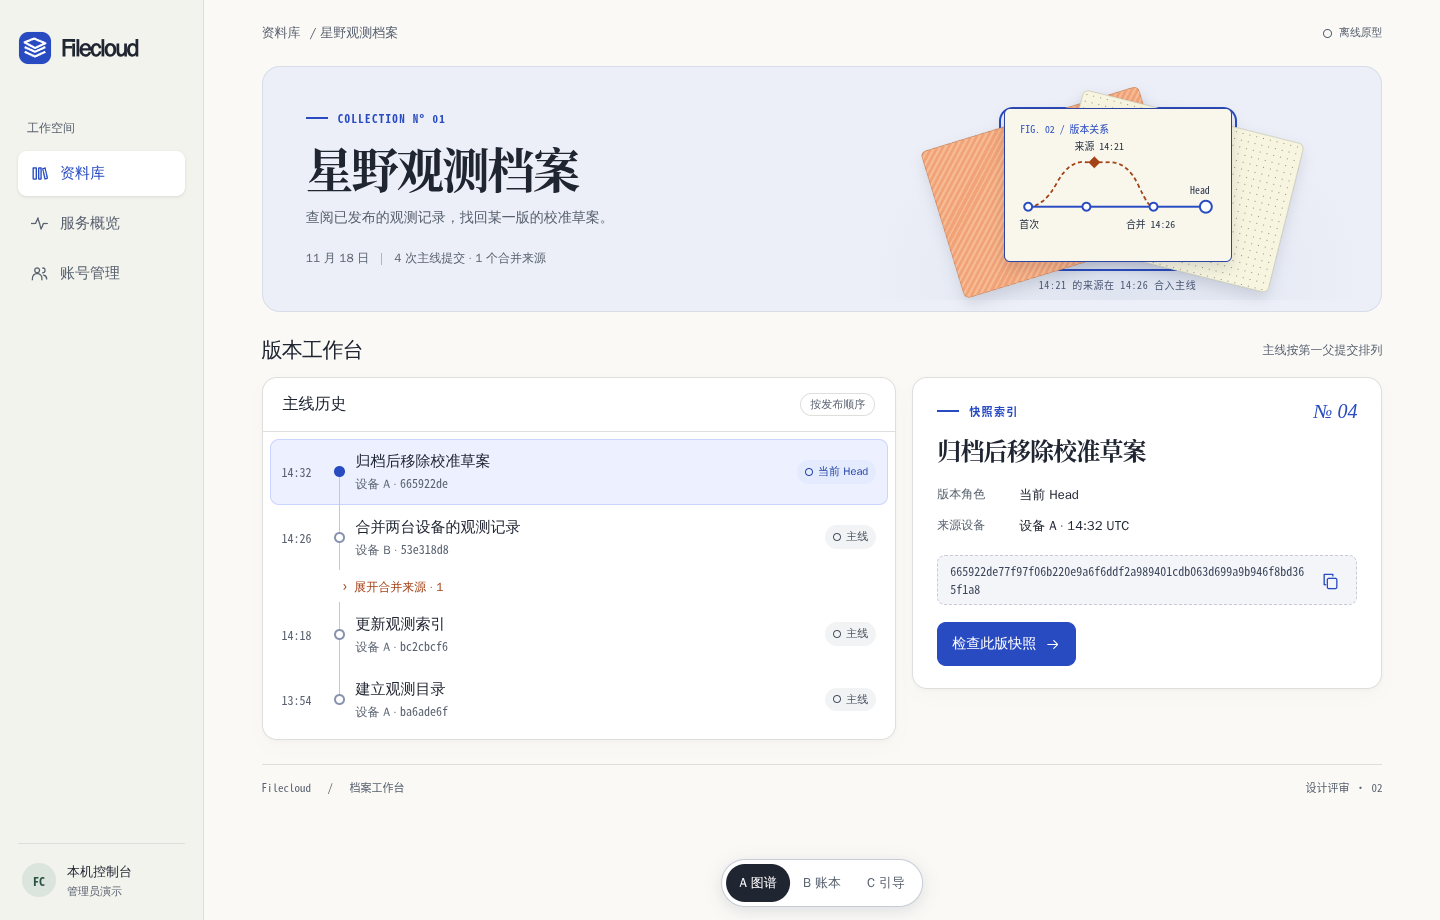 Filecloud
工作空间
资料库
服务概览
账号管理
本机控制台
FC
管理员演示
资料库 / 星野观测档案
离线原型
COLLECTION N° 01
星野观测档案
查阅已发布的观测记录，找回某一版的校准草案。
11 月 18 日 | 4 次主线提交 · 1 个合并来源
FIG. 02 / 版本关系
来源 14:21
Head
首次
合并 14:26
14:21 的来源在 14:26 合入主线
版本工作台
主线按第一父提交排列
主线历史
按发布顺序
14:32
归档后移除校准草案
设备 A · 665922de
当前 Head
14:26
合并两台设备的观测记录
设备 B · 53e318d8
主线
› 展开合并来源 · 1
14:18
更新观测索引
设备 A · bc2cbcf6
主线
13:54
建立观测目录
设备 A · ba6ade6f
主线
快照索引
№ 04
归档后移除校准草案
版本角色 当前 Head
来源设备 设备 A · 14:32 UTC
665922de77f97f06b220e9a6f6ddf2a989401cdb063d699a9b946f8bd36
5f1a8
检查此版快照 →
Filecloud / 档案工作台
设计评审 · 02
A 图谱
B 账本
C 引导